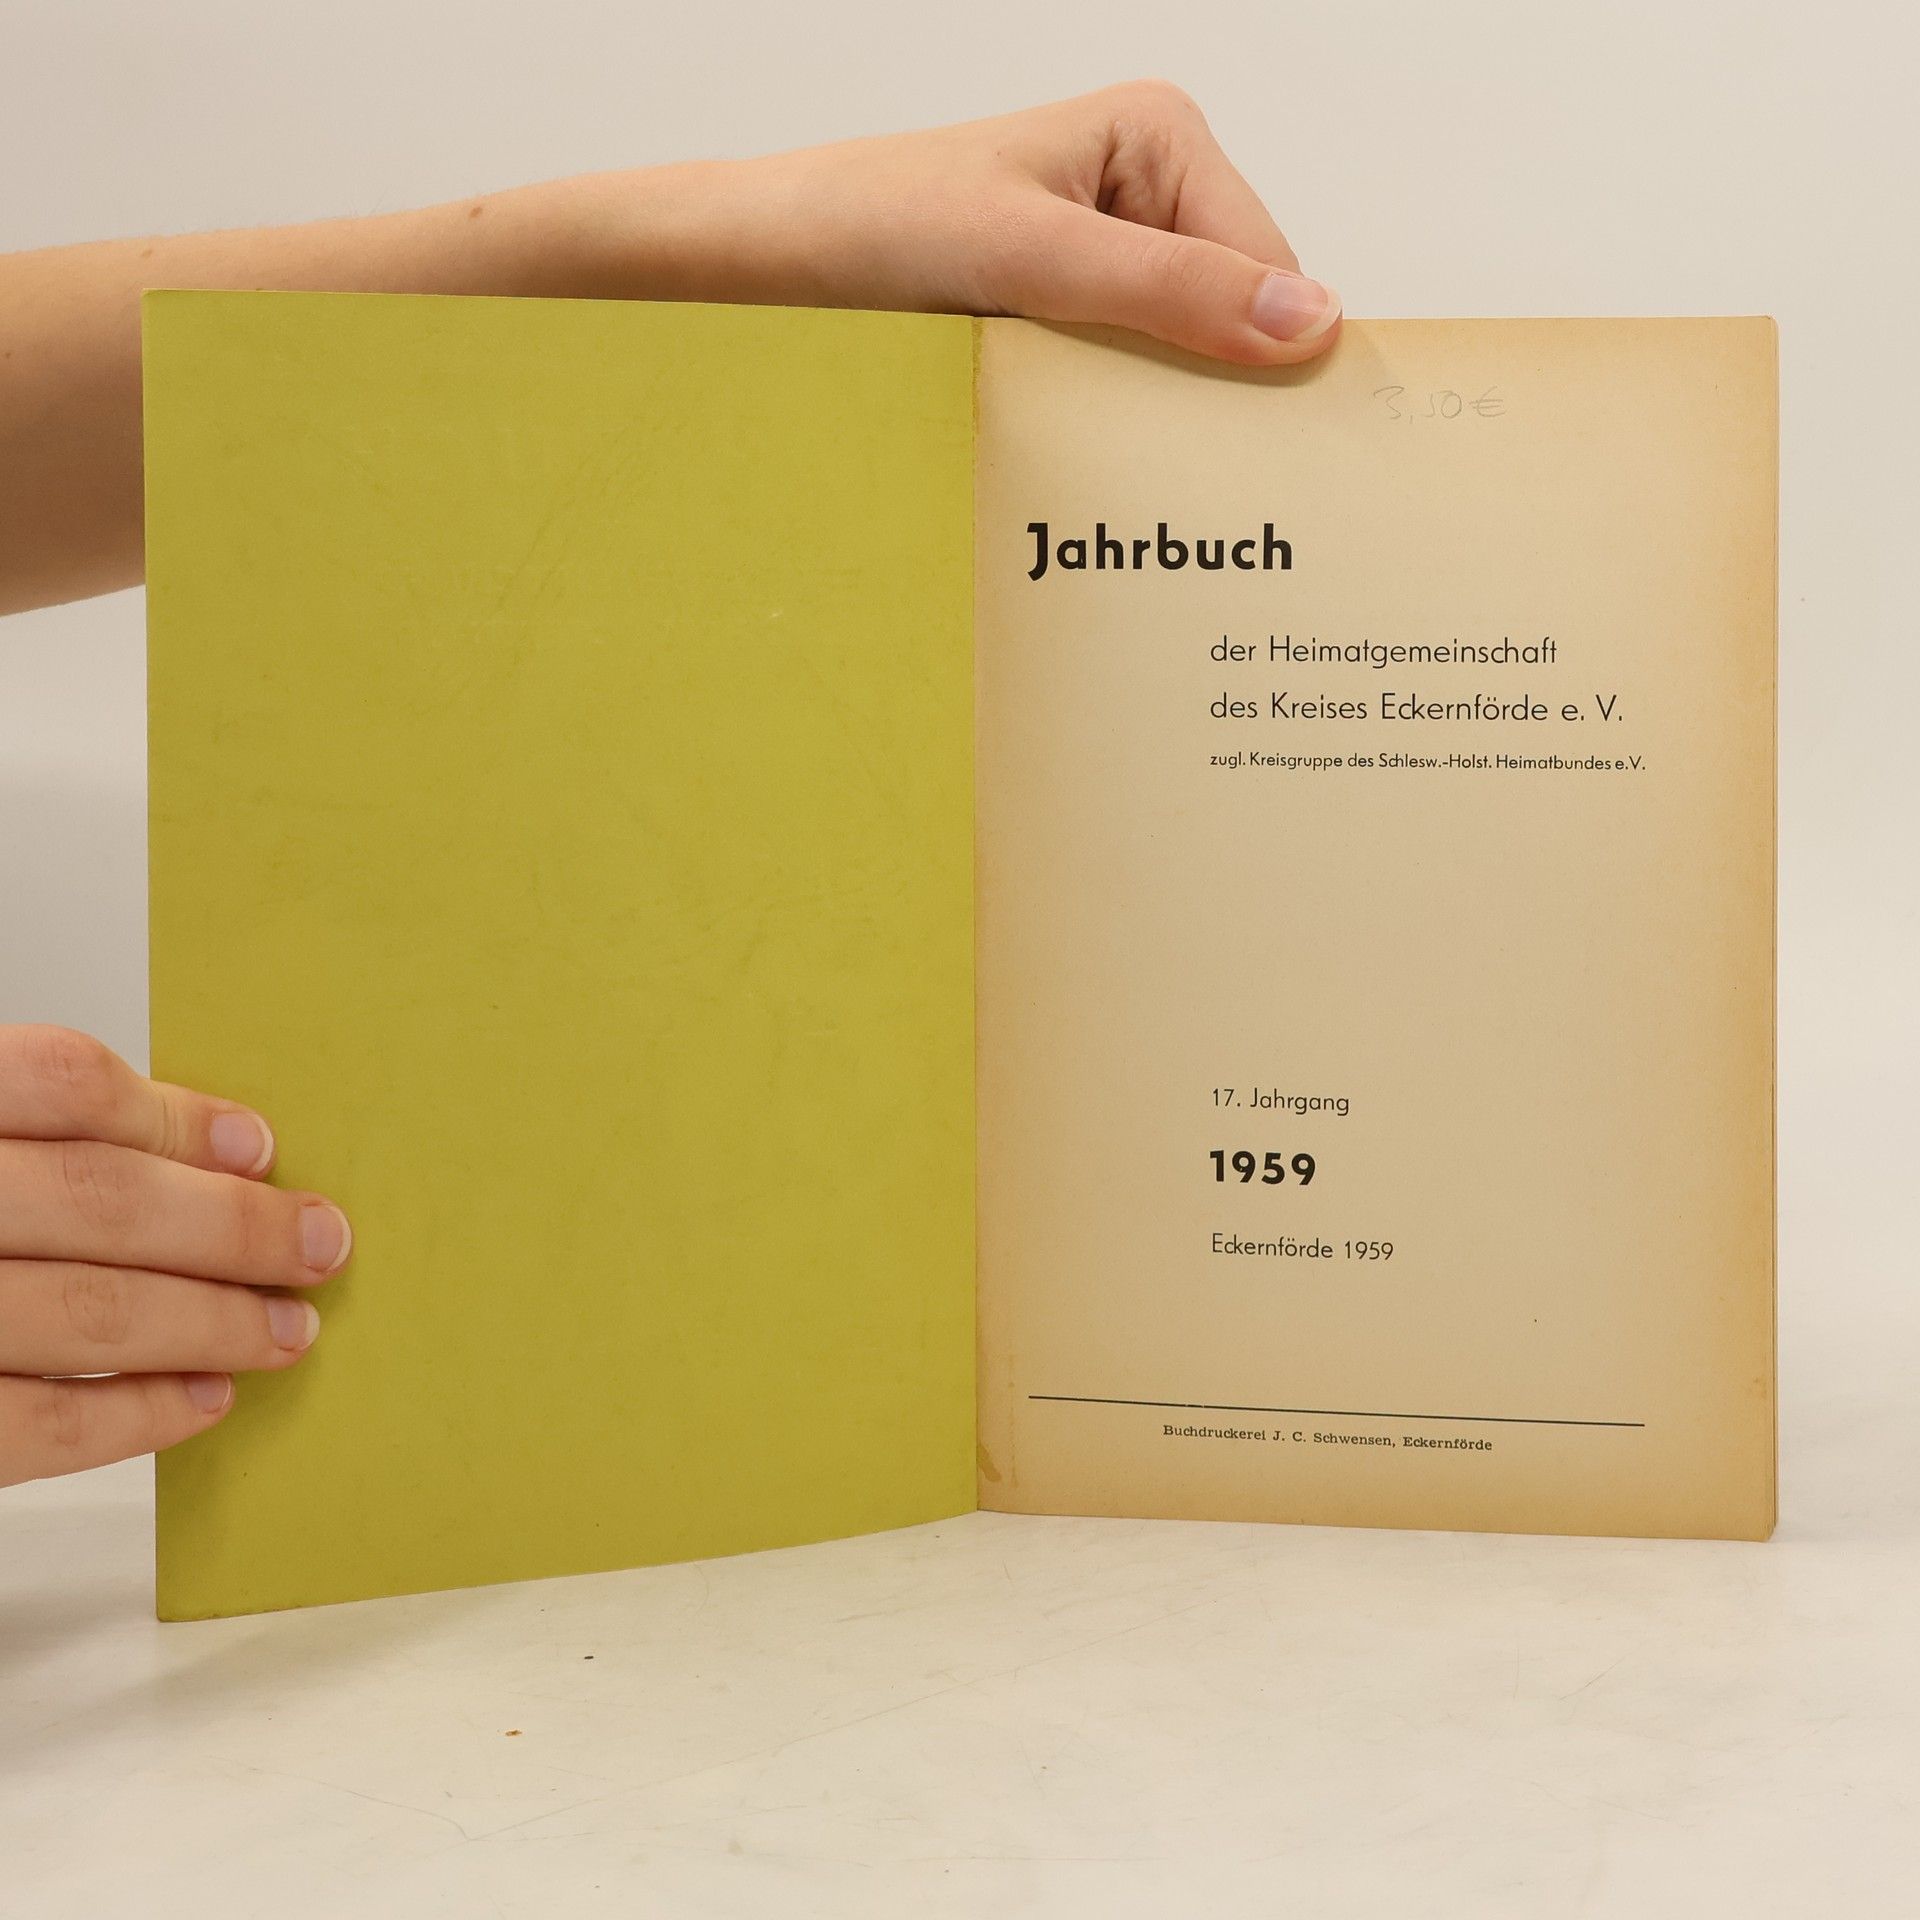 3,50€
Jahrbuch
der Heimatgemeinschaft
des Kreises Eckernförde e. V.
zugl. Kreisgruppe des Schlesw.-Holst. Heimatbundes e.V.
17. Jahrgang
1959
Eckernförde 1959
Buchdruckerei J. C. Schwensen, Eckernförde